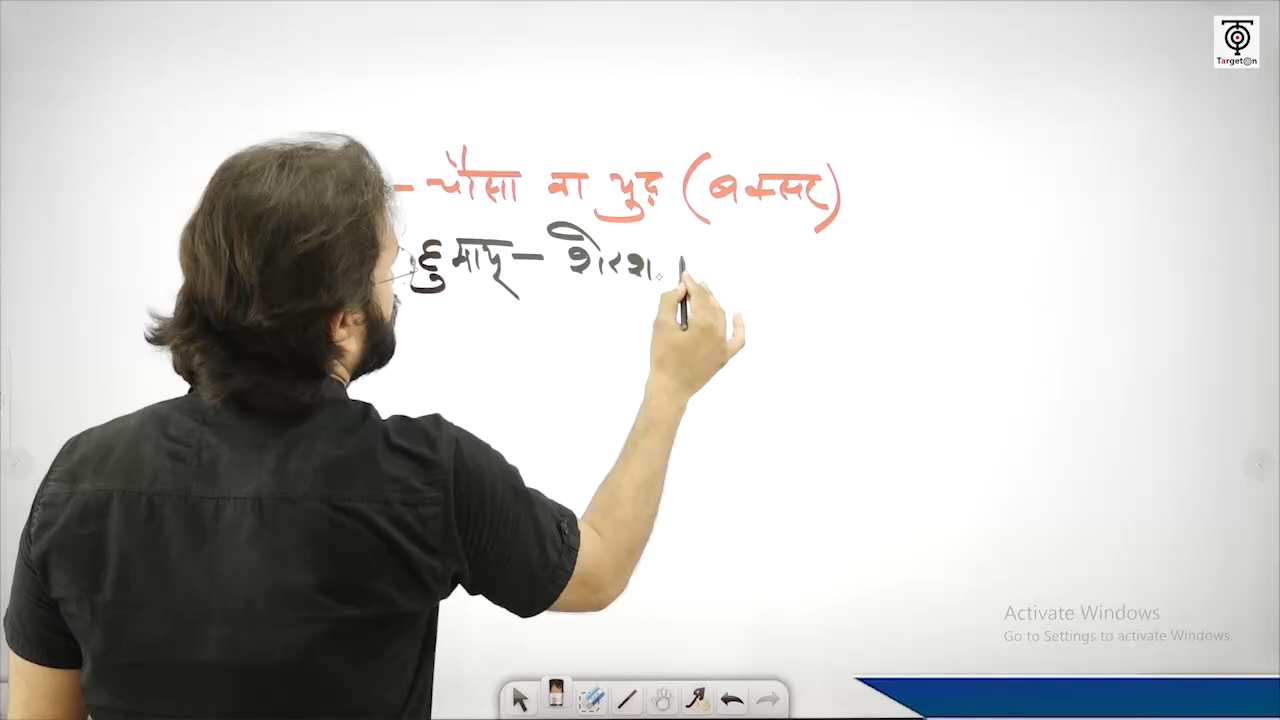 TargetOn
- चौसा का युद्ध (बक्सर)
हुमायू - शेरशा
Activate Windows
Go to Settings to activate Windows.